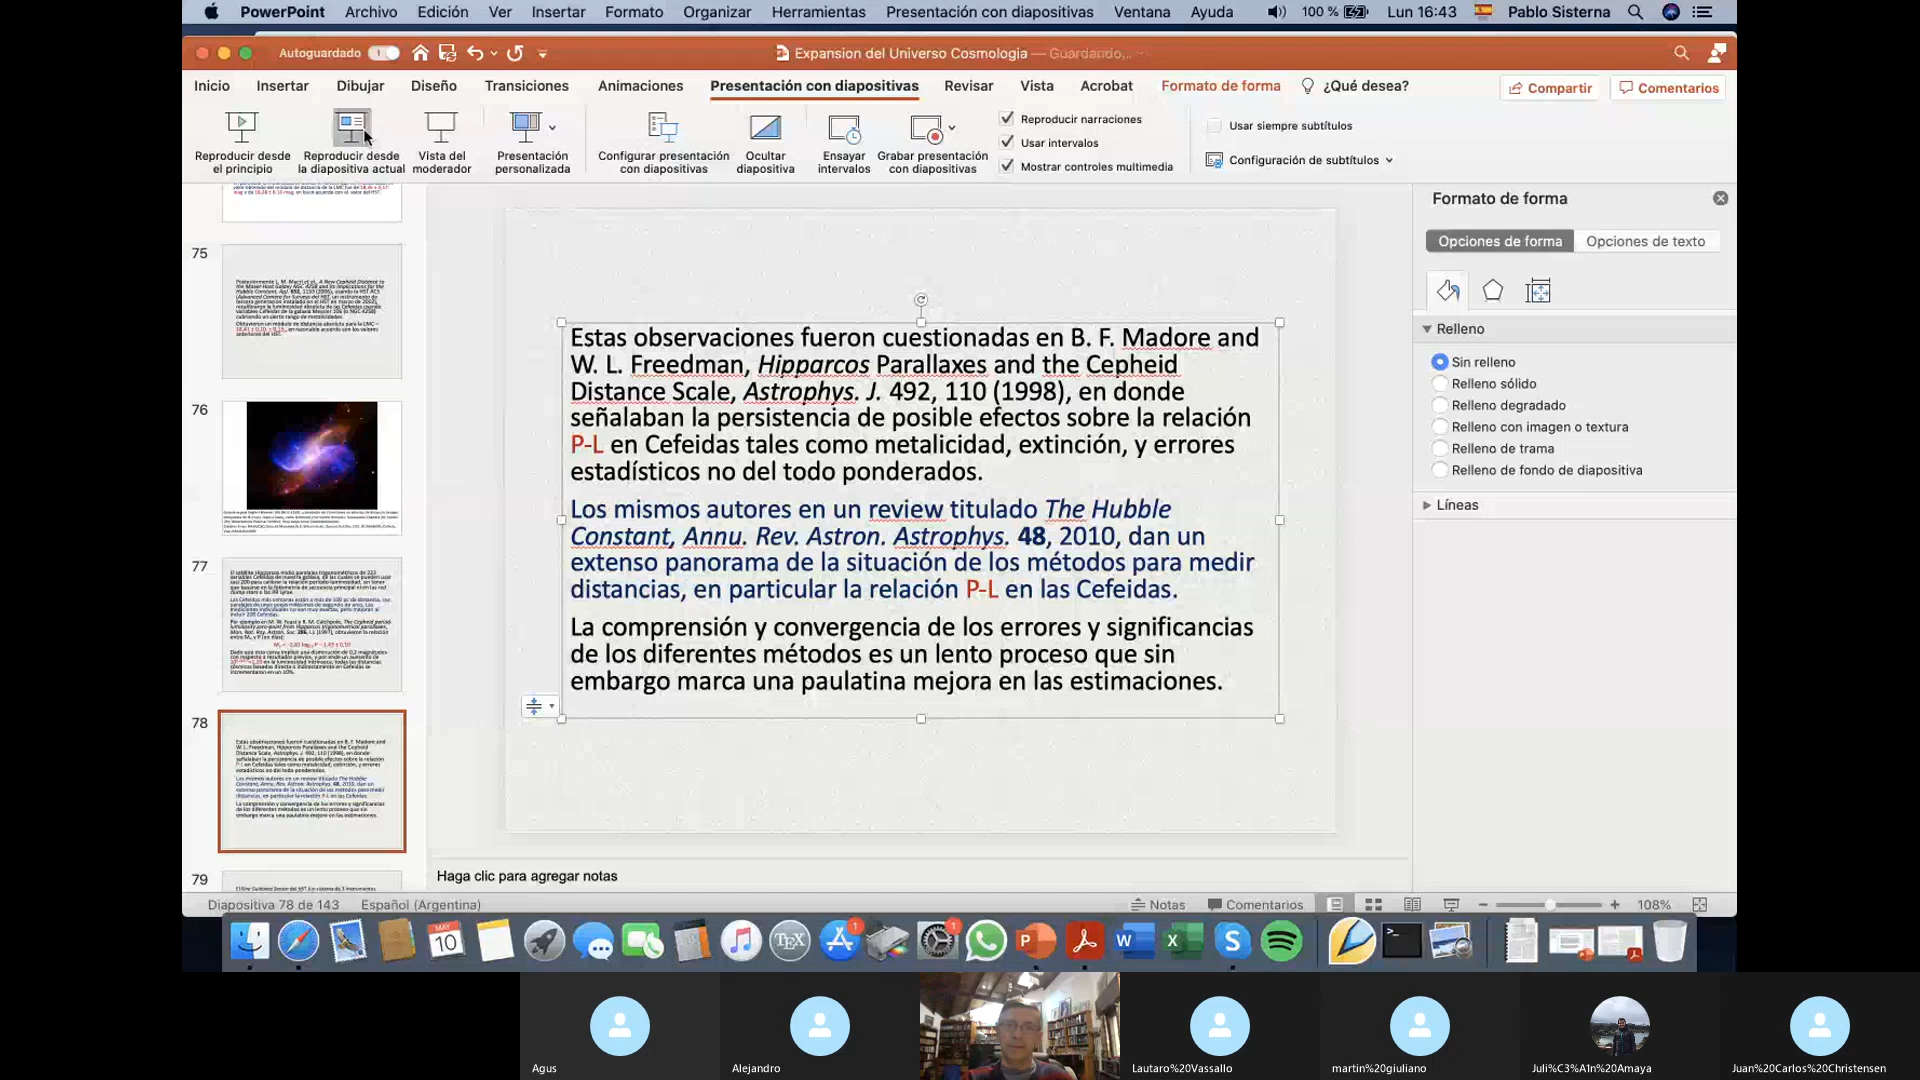 PowerPoint Archivo Edición Ver Insertar Formato Organizar Herramientas Presentación con diapositivas Ventana Ayuda 100 % Lun 16:43 Pablo Sisterna
Autoguardado Expansion del Universo Cosmologia — Guardando...
Inicio Insertar Dibujar Diseño Transiciones Animaciones Presentación con diapositivas Revisar Vista Acrobat Formato de forma ¿Qué desea? Compartir Comentarios
Reproducir desde el principio
Reproducir desde la diapositiva actual
Vista del moderador
Presentación personalizada
Configurar presentación con diapositivas
Ocultar diapositiva
Ensayar intervalos
Grabar presentación con diapositivas
Reproducir narraciones
Usar intervalos
Mostrar controles multimedia
Usar siempre subtítulos
Configuración de subtítulos
75
76
77
78
79
Estas observaciones fueron cuestionadas en B. F. Madore and
W. L. Freedman, Hipparcos Parallaxes and the Cepheid
Distance Scale, Astrophys. J. 492, 110 (1998), en donde
señalaban la persistencia de posible efectos sobre la relación
P-L en Cefeidas tales como metalicidad, extinción, y errores
estadísticos no del todo ponderados.
Los mismos autores en un review titulado The Hubble
Constant, Annu. Rev. Astron. Astrophys. 48, 2010, dan un
extenso panorama de la situación de los métodos para medir
distancias, en particular la relación P-L en las Cefeidas.
La comprensión y convergencia de los errores y significancias
de los diferentes métodos es un lento proceso que sin
embargo marca una paulatina mejora en las estimaciones.
Formato de forma
Opciones de forma Opciones de texto
Relleno
Sin relleno
Relleno sólido
Relleno degradado
Relleno con imagen o textura
Relleno de trama
Relleno de fondo de diapositiva
Líneas
Haga clic para agregar notas
Diapositiva 78 de 143 Español (Argentina) Notas Comentarios 108%
MAY
10
TEX
1
1
Agus
Alejandro
Lautaro%20Vassallo
martin%20giuliano
Juli%C3%A1n%20Amaya
Juan%20Carlos%20Christensen